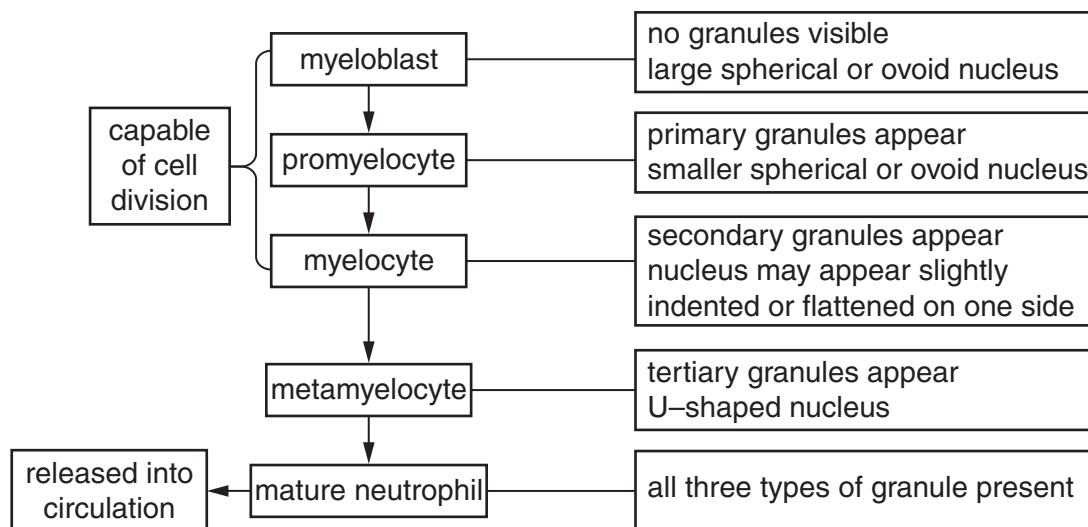 myeloblast
no granules visible
large spherical or ovoid nucleus
capable
of cell
division
promyelocyte
primary granules appear
smaller spherical or ovoid nucleus
myelocyte
secondary granules appear
nucleus may appear slightly
indented or flattened on one side
metamyelocyte
tertiary granules appear
U–shaped nucleus
released into
circulation
mature neutrophil
all three types of granule present